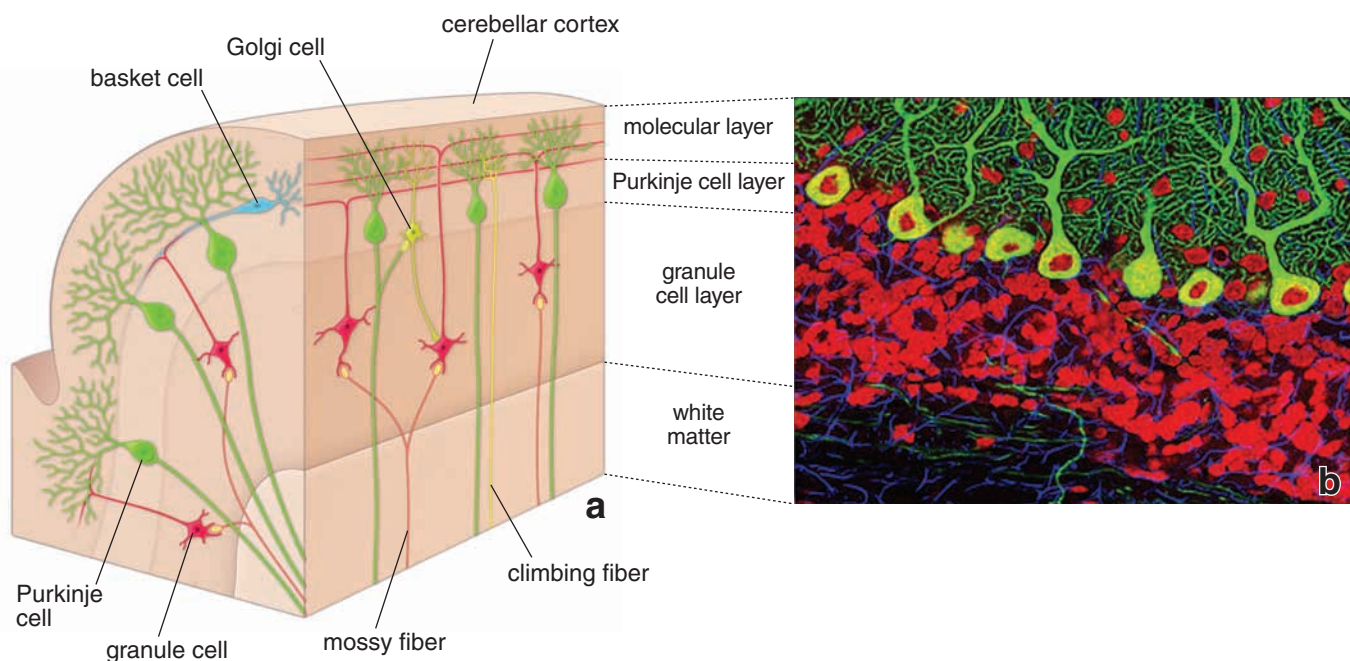 cerebellar cortex
Golgi cell
basket cell
molecular layer
Purkinje cell layer
granule
cell layer
white
matter
a
b
climbing fiber
Purkinje
cell
mossy fiber
granule cell